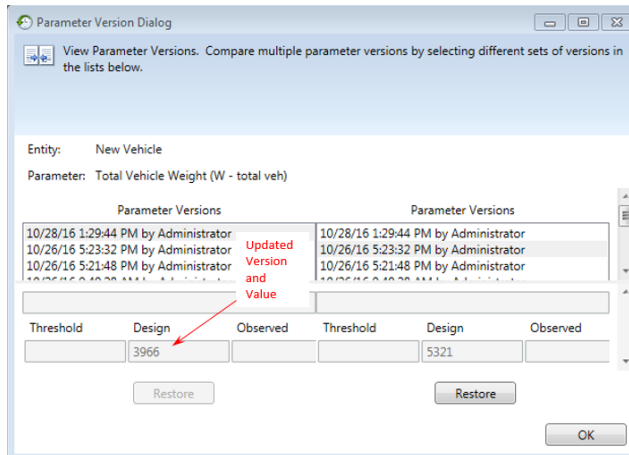 Parameter Version Dialog
View Parameter Versions. Compare multiple parameter versions by selecting different sets of versions in
the lists below.
Entity: New Vehicle
Parameter: Total Vehicle Weight (W - total veh)
Parameter Versions Parameter Versions
10/28/16 1:29:44 PM by Administrator 10/28/16 1:29:44 PM by Administrator
10/26/16 5:23:32 PM by Administrator 10/26/16 5:23:32 PM by Administrator
10/26/16 5:21:48 PM by Administrator 10/26/16 5:21:48 PM by Administrator
Updated
Version
and
Value
Threshold Design Observed Threshold Design Observed
3966 5321
Restore Restore
OK